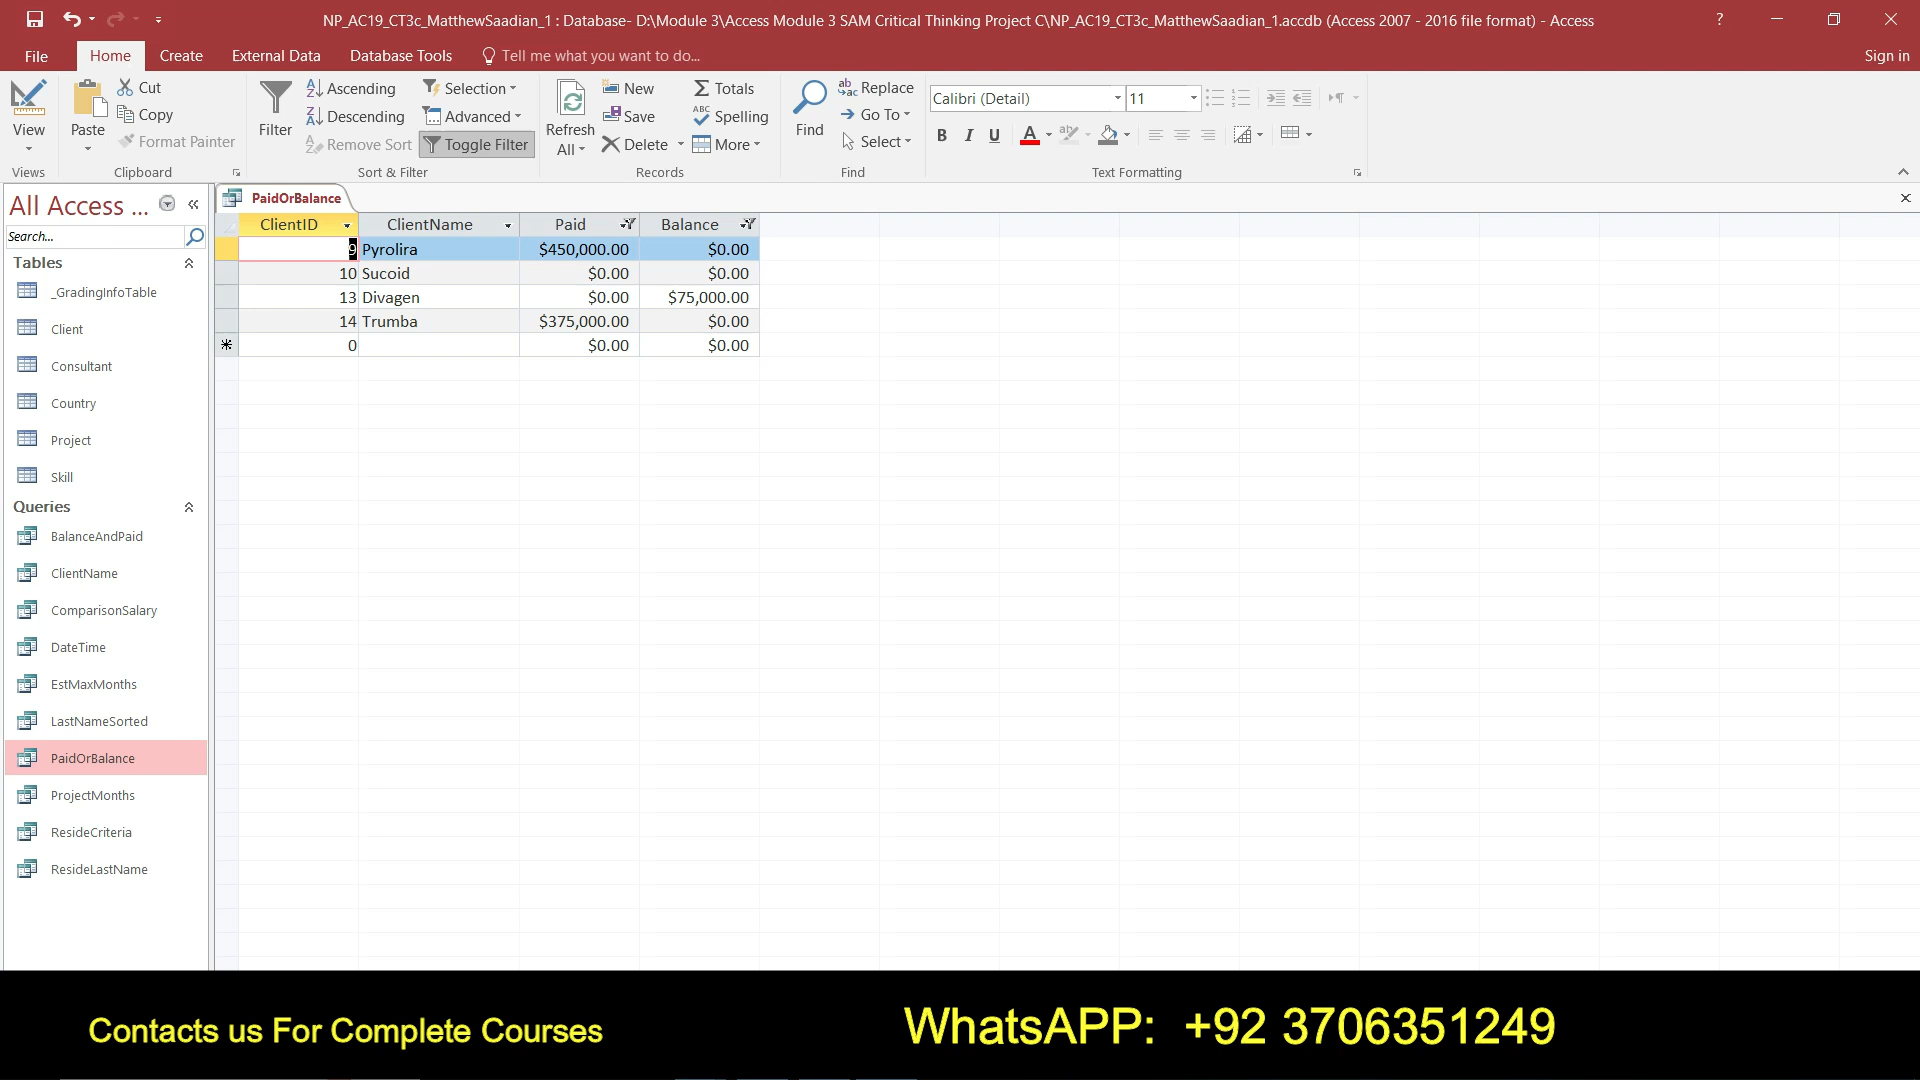 NP_AC19_CT3c_MatthewSaadian_1 : Database- D:\Module 3\Access Module 3 SAM Critical Thinking Project C\NP_AC19_CT3c_MatthewSaadian_1.accdb (Access 2007 - 2016 file format) - Access
?
File Home Create External Data Database Tools Tell me what you want to do... Sign in
View
Views
Paste
Cut
Copy
Format Painter
Clipboard
Filter
Ascending
Descending
Remove Sort
Selection
Advanced
Toggle Filter
Sort & Filter
Refresh
All
New
Save
Delete
Totals
Spelling
More
Records
Find
Replace
Go To
Select
Find
Calibri (Detail) 11
B I U A
Text Formatting
All Access ...
Search...
Tables
_GradingInfoTable
Client
Consultant
Country
Project
Skill
Queries
BalanceAndPaid
ClientName
ComparisonSalary
DateTime
EstMaxMonths
LastNameSorted
PaidOrBalance
ProjectMonths
ResideCriteria
ResideLastName
PaidOrBalance
ClientID ClientName Paid Balance
9 Pyrolira $450,000.00 $0.00
10 Sucoid $0.00 $0.00
13 Divagen $0.00 $75,000.00
14 Trumba $375,000.00 $0.00
0 $0.00 $0.00
Contacts us For Complete Courses
WhatsAPP: +92 3706351249